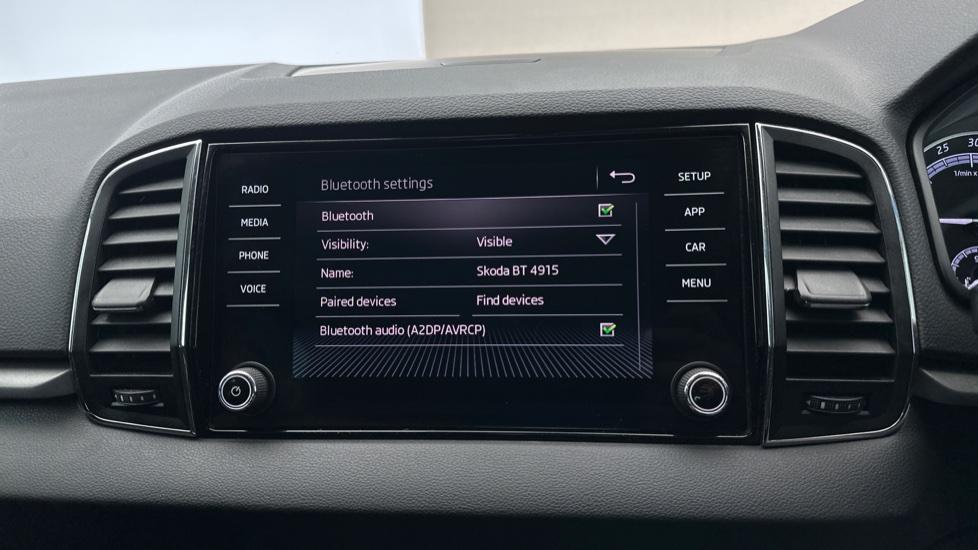 RADIO
MEDIA
PHONE
VOICE
Bluetooth settings
Bluetooth
Visibility: Visible
Name: Skoda BT 4915
Paired devices Find devices
Bluetooth audio (A2DP/AVRCP)
SETUP
APP
CAR
MENU
25 30
1/min x